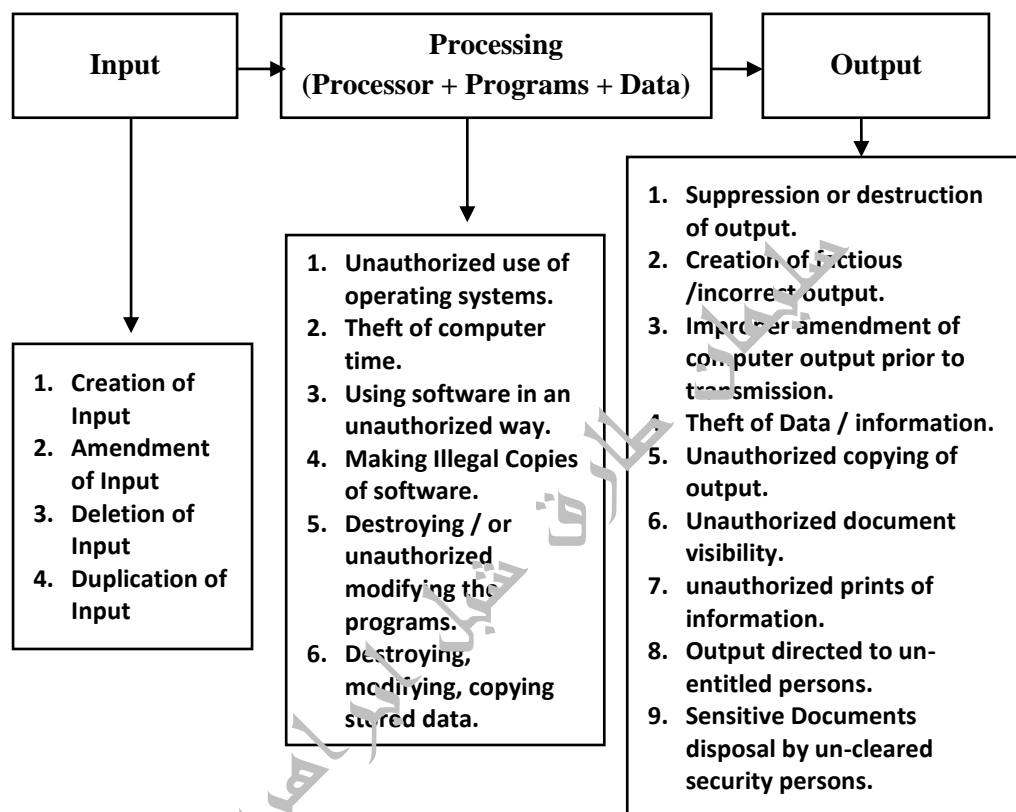 Input
Processing
(Processor + Programs + Data)
Output
1. Creation of
Input
2. Amendment
of Input
3. Deletion of
Input
4. Duplication of
Input
1. Unauthorized use of
operating systems.
2. Theft of computer
time.
3. Using software in an
unauthorized way.
4. Making Illegal Copies
of software.
5. Destroying / or
unauthorized
modifying the
programs.
6. Destroying,
modifying, copying
stored data.
1. Suppression or destruction
of output.
2. Creation of factious
/incorrect output.
3. Improper amendment of
computer output prior to
transmission.
4. Theft of Data / information.
5. Unauthorized copying of
output.
6. Unauthorized document
visibility.
7. unauthorized prints of
information.
8. Output directed to un-
entitled persons.
9. Sensitive Documents
disposal by un-cleared
security persons.
سليمان طارق